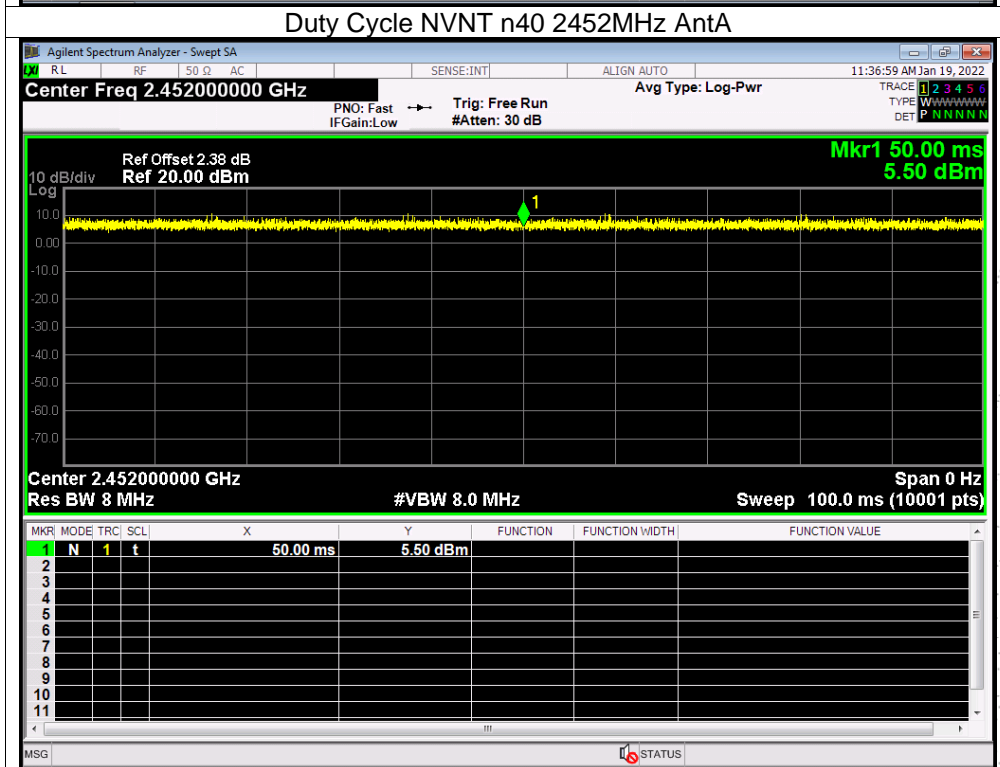 Duty Cycle NVNT n40 2452MHz AntA
Agilent Spectrum Analyzer - Swept SA
LXI RL RF 50 Ω AC SENSE:INT ALIGN AUTO 11:36:59 AM Jan 19, 2022
Center Freq 2.452000000 GHz Avg Type: Log-Pwr TRACE 1 2 3 4 5 6
PNO: Fast Trig: Free Run TYPE WWWWWW
IFGain:Low #Atten: 30 dB DET P N N N N N
Mkr1 50.00 ms
5.50 dBm
Ref Offset 2.38 dB
10 dB/div Ref 20.00 dBm
Log
1
10.0
0.00
-10.0
-20.0
-30.0
-40.0
-50.0
-60.0
-70.0
Center 2.452000000 GHz Span 0 Hz
Res BW 8 MHz #VBW 8.0 MHz Sweep 100.0 ms (10001 pts)
MKR MODE TRC SCL X Y FUNCTION FUNCTION WIDTH FUNCTION VALUE
1 N 1 t 50.00 ms 5.50 dBm
2
3
4
5
6
7
8
9
10
11
MSG STATUS